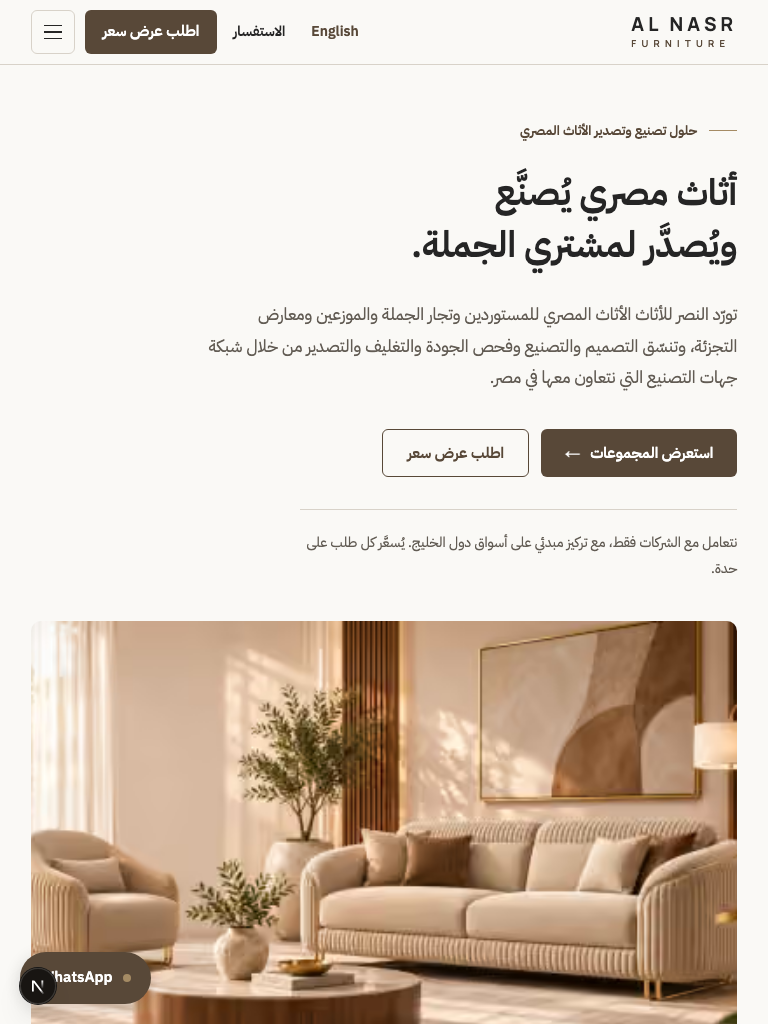 AL NASR
FURNITURE
English
الاستفسار
اطلب عرض سعر
حلول تصنيع وتصدير الأثاث المصري
أثاث مصري يُصنَّع
ويُصدَّر لمشتري الجملة.
تورّد النصر للأثاث الأثاث المصري للمستوردين وتجار الجملة والموزعين ومعارض
التجزئة، وتنسّق التصميم والتصنيع وفحص الجودة والتغليف والتصدير من خلال شبكة
جهات التصنيع التي نتعاون معها في مصر.
استعرض المجموعات ←
اطلب عرض سعر
نتعامل مع الشركات فقط، مع تركيز مبدئي على أسواق دول الخليج. يُسعَّر كل طلب على
حدة.
hatsApp
N